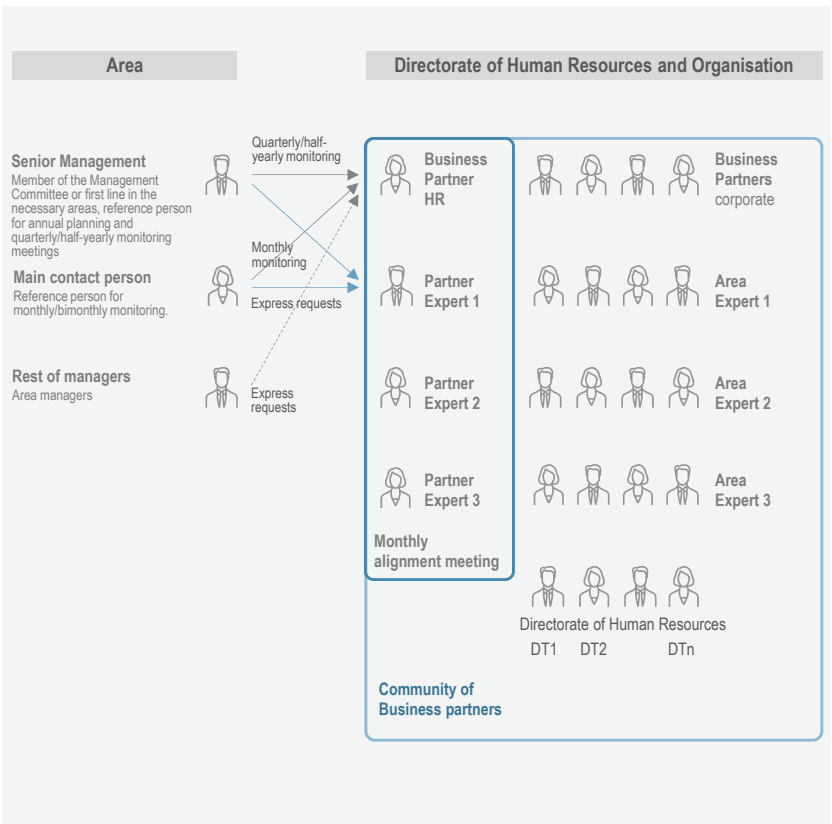 Area
Directorate of Human Resources and Organisation
Senior Management
Member of the Management
Committee or first line in the
necessary areas, reference person
for annual planning and
quarterly/half-yearly monitoring
meetings
Main contact person
Reference person for
monthly/bimonthly monitoring.
Rest of managers
Area managers
Quarterly/half-
yearly monitoring
Monthly
monitoring
Express requests
Express
requests
Business
Partner
HR
Partner
Expert 1
Partner
Expert 2
Partner
Expert 3
Monthly
alignment meeting
Business
Partners
corporate
Area
Expert 1
Area
Expert 2
Area
Expert 3
Directorate of Human Resources
DT1 DT2 DTn
Community of
Business partners